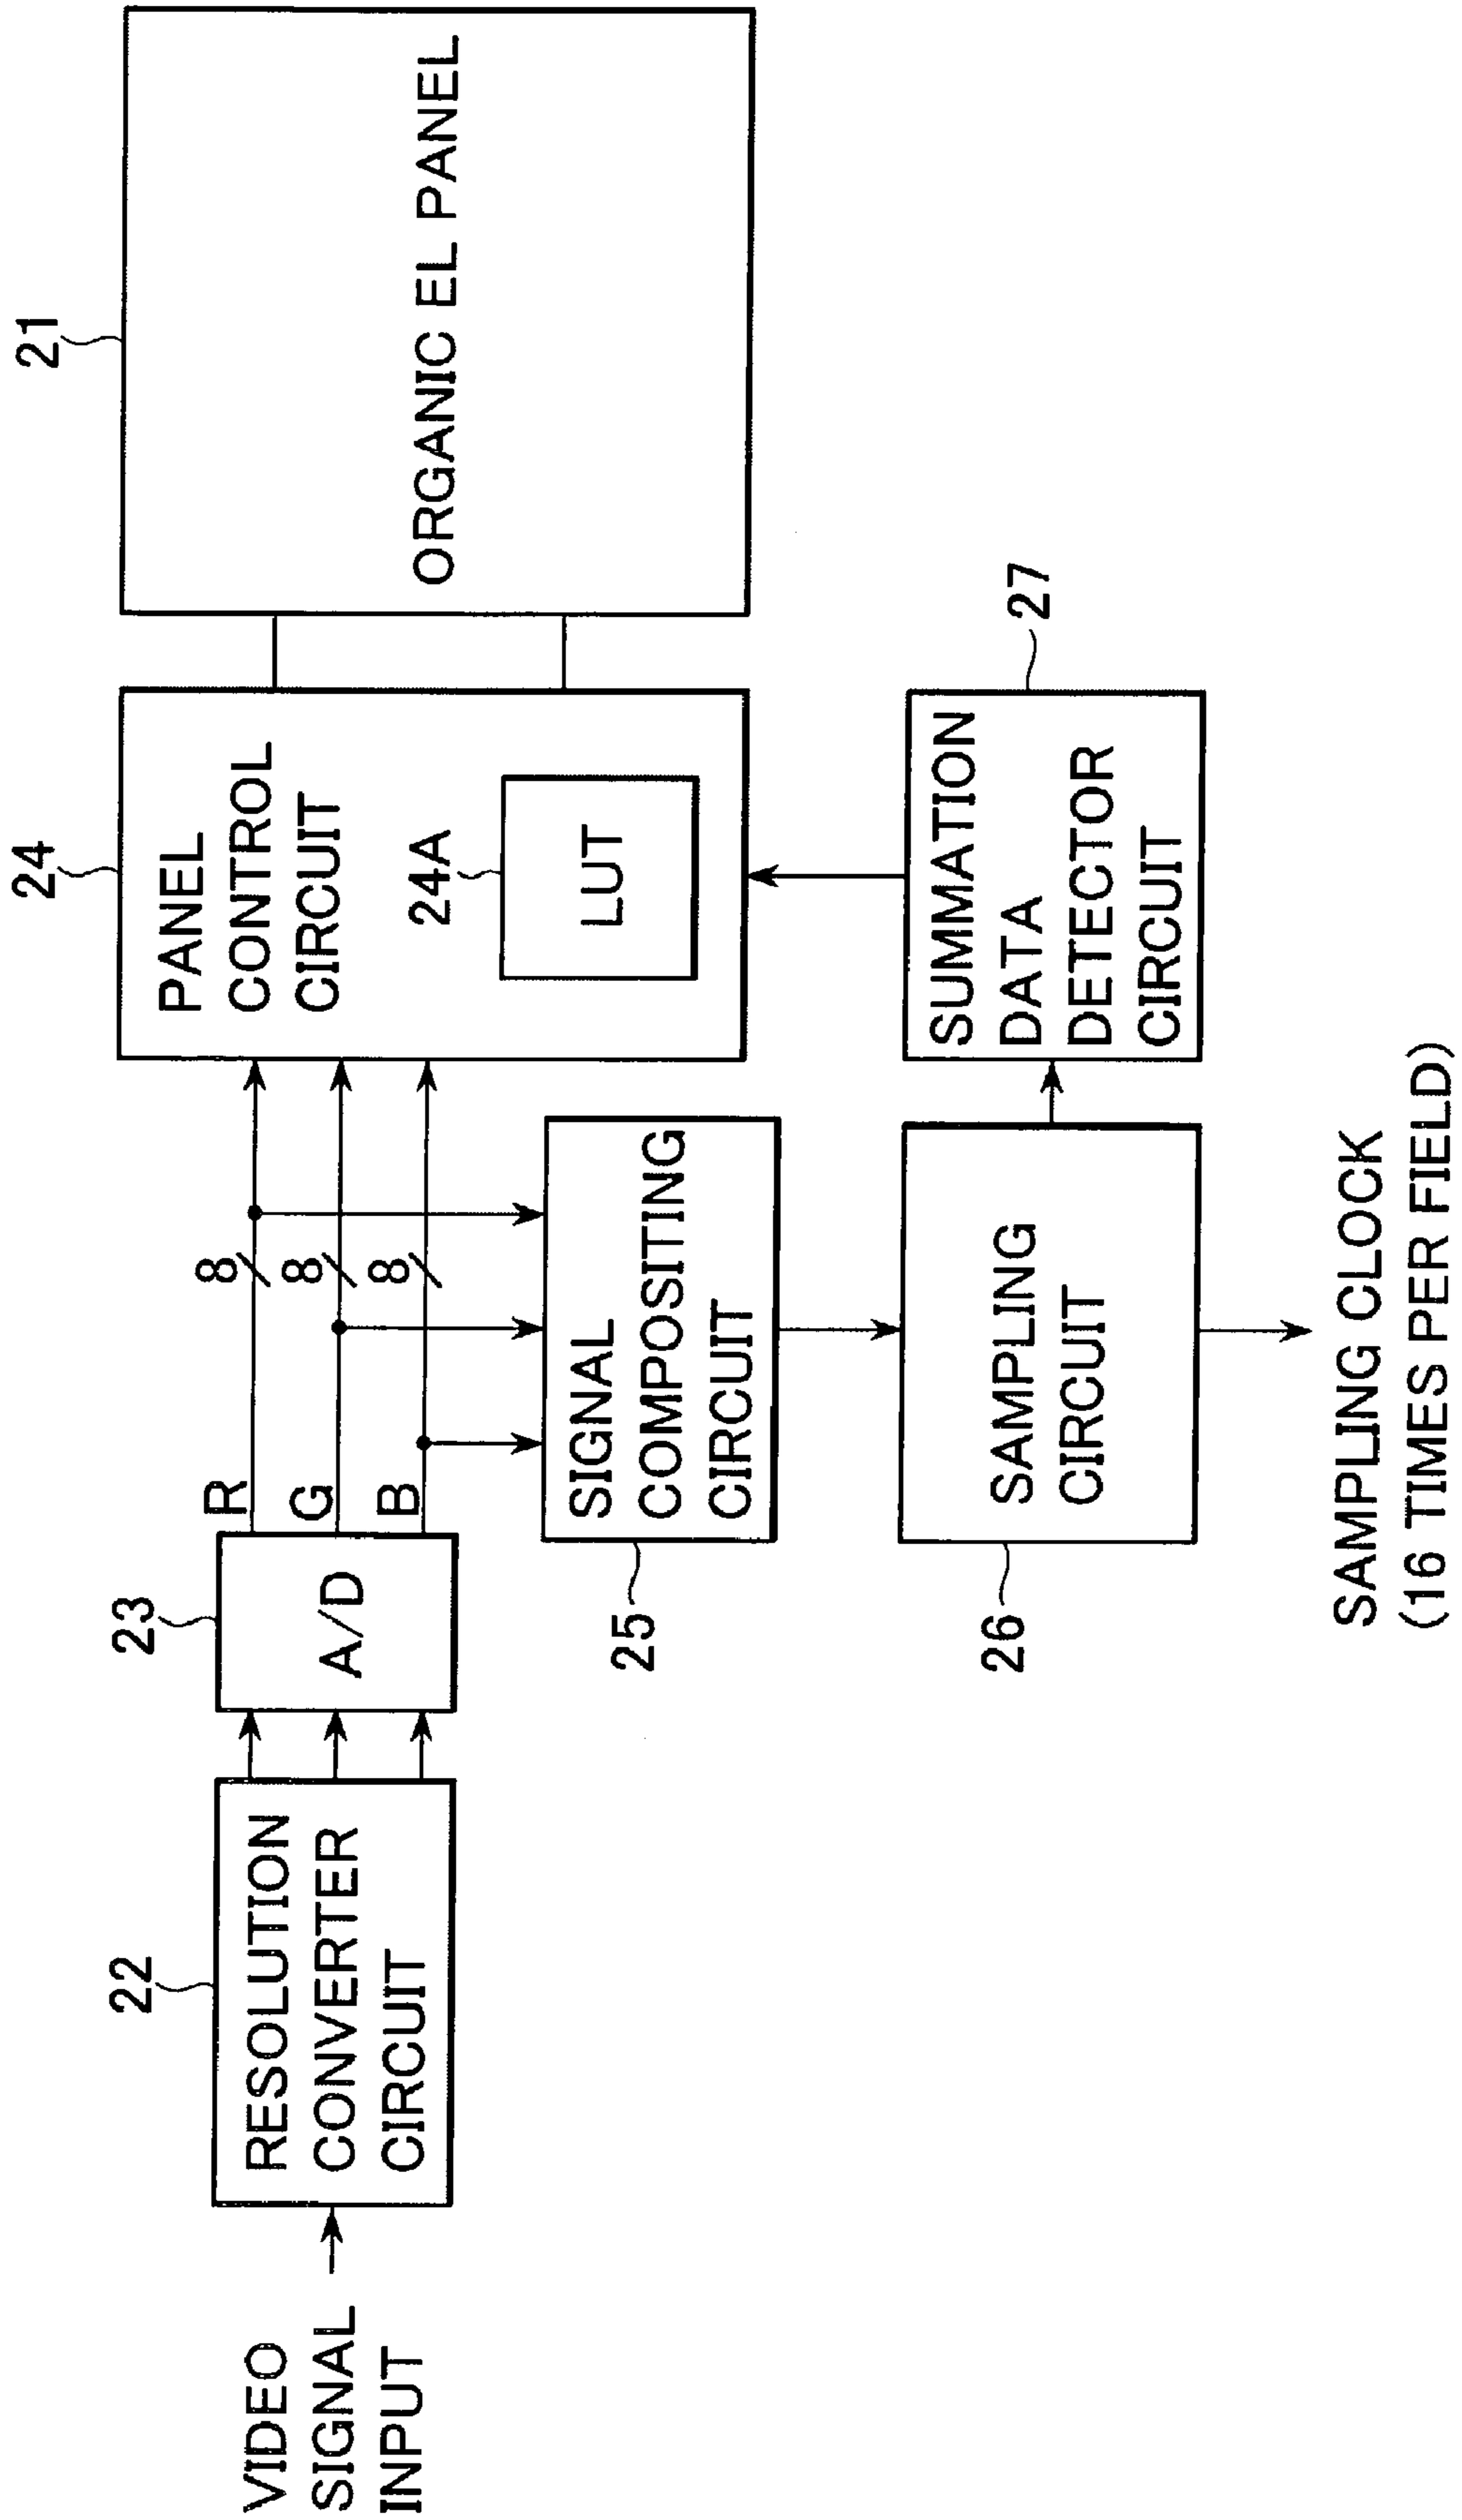 VIDEO
SIGNAL
INPUT
22
RESOLUTION
CONVERTER
CIRCUIT
23
A/D
R
G
B
8
8
8
24
PANEL
CONTROL
CIRCUIT
24A
LUT
21
ORGANIC EL PANEL
25
SIGNAL
COMPOSITING
CIRCUIT
26
SAMPLING
CIRCUIT
27
SUMMATION
DATA
DETECTOR
CIRCUIT
SAMPLING CLOCK
(16 TIMES PER FIELD)